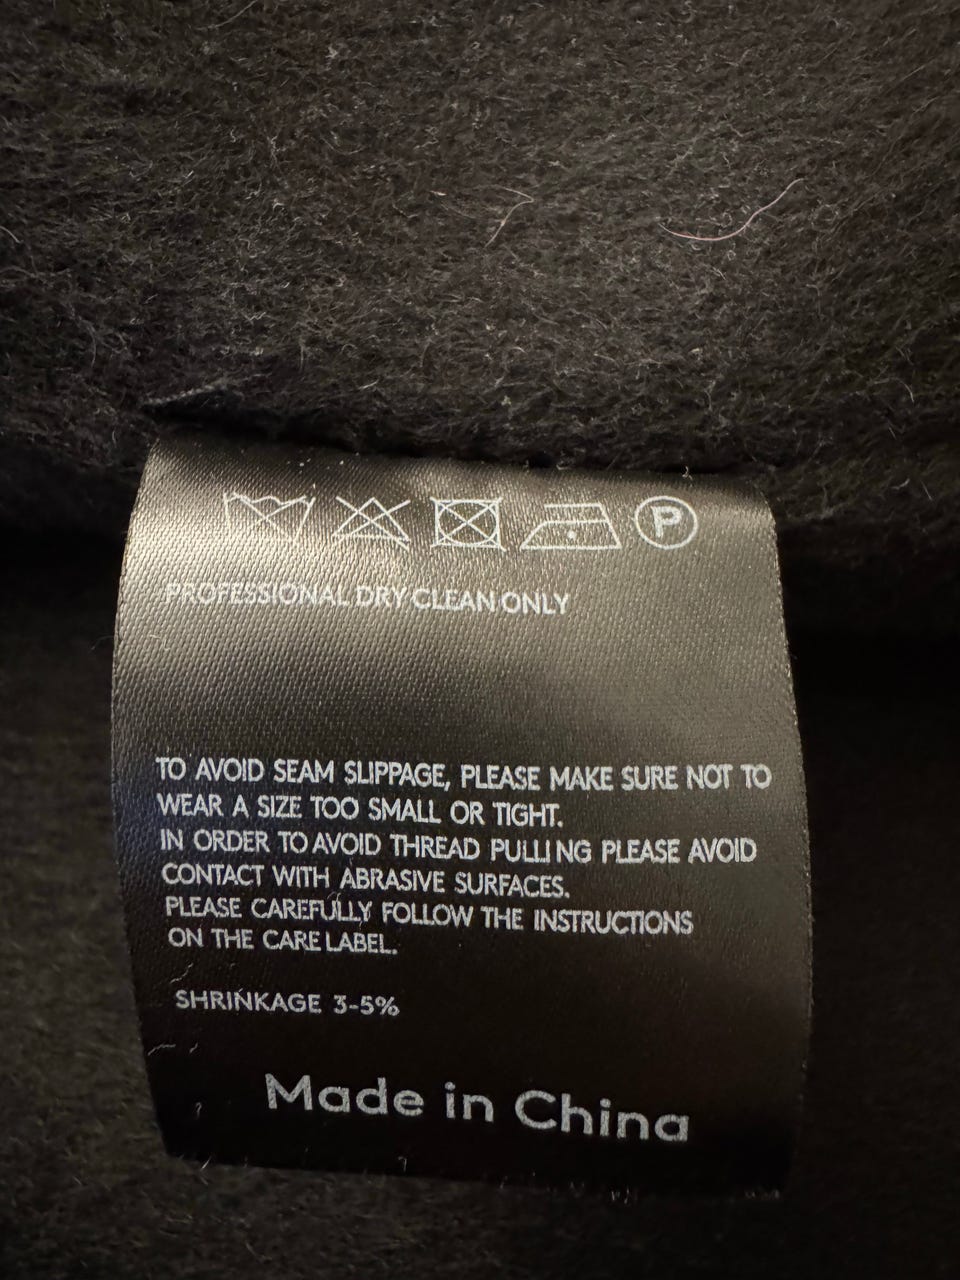 P
PROFESSIONAL DRY CLEAN ONLY
TO AVOID SEAM SLIPPAGE, PLEASE MAKE SURE NOT TO
WEAR A SIZE TOO SMALL OR TIGHT.
IN ORDER TO AVOID THREAD PULLING PLEASE AVOID
CONTACT WITH ABRASIVE SURFACES.
PLEASE CAREFULLY FOLLOW THE INSTRUCTIONS
ON THE CARE LABEL.
SHRINKAGE 3-5%
Made in China